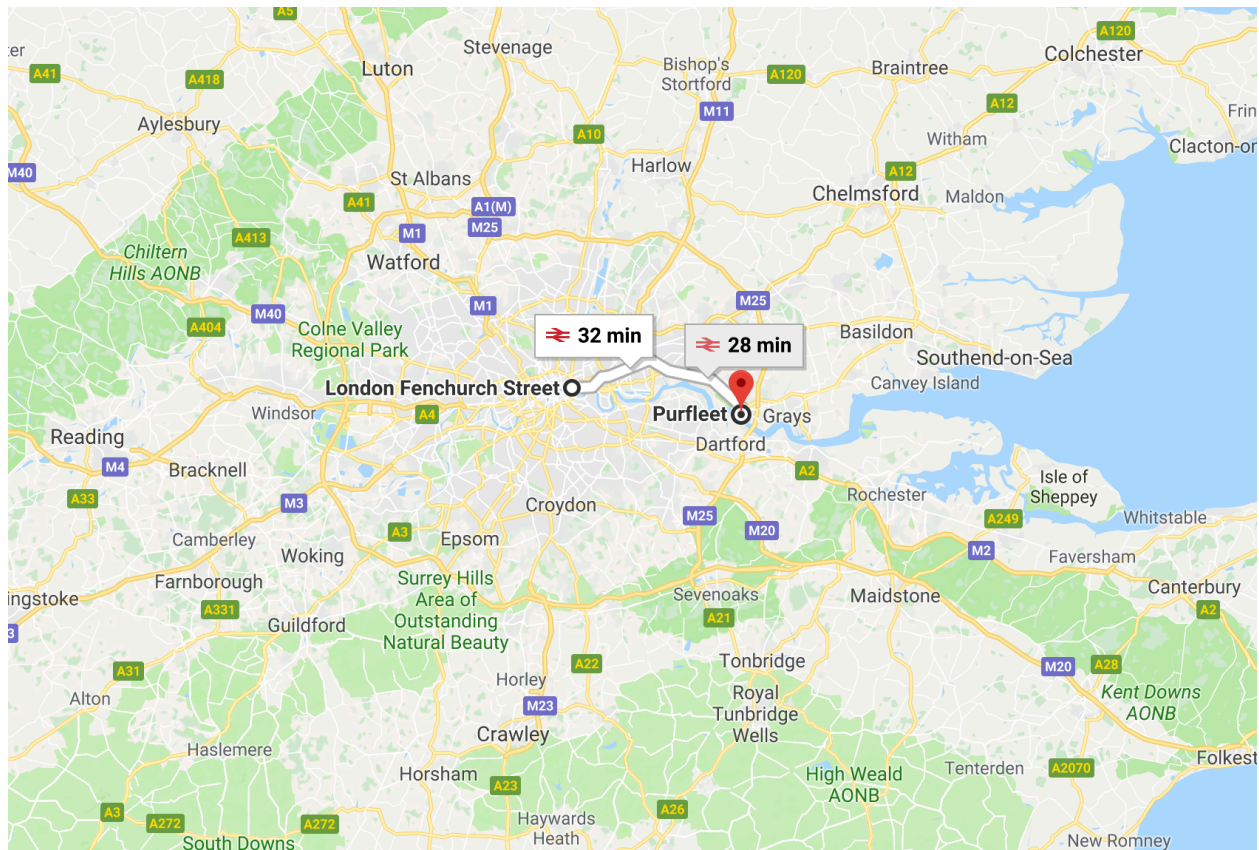 A5
Stevenage
A120
Colchester
ter
A41
A418
Luton
Bishop's
Stortford
A120
Braintree
M11
A12
Aylesbury
A10
Witham
Frin
Clacton-on
M40
St Albans
Harlow
A12
Chelmsford
Maldon
A41
A1(M)
M25
A413
M1
Chiltern
Hills AONB
Watford
M40
M1
M25
A404
Colne Valley
Regional Park
32 min
28 min
Basildon
Southend-on-Sea
London Fenchurch Street
Canvey Island
Windsor
A4
Purfleet
Grays
Reading
Dartford
M4
Bracknell
A2
A33
M3
Croydon
Rochester
Isle of
Sheppey
M25
M20
A249
Whitstable
Camberley
A3
Epsom
Woking
M2
Faversham
Farnborough
Surrey Hills
Area of
Outstanding
Natural Beauty
Sevenoaks
Maidstone
Canterbury
ingstoke
A331
A21
A2
3
Guildford
A31
A22
Tonbridge
M20
A28
Alton
Horley
Royal
Tunbridge
Wells
Kent Downs
AONB
M23
Crawley
Haslemere
Horsham
A23
High Weald
AONB
Tenterden
A2070
Folkest
A3
A272
A272
A26
Haywards
Heath
South Downs
New Romney